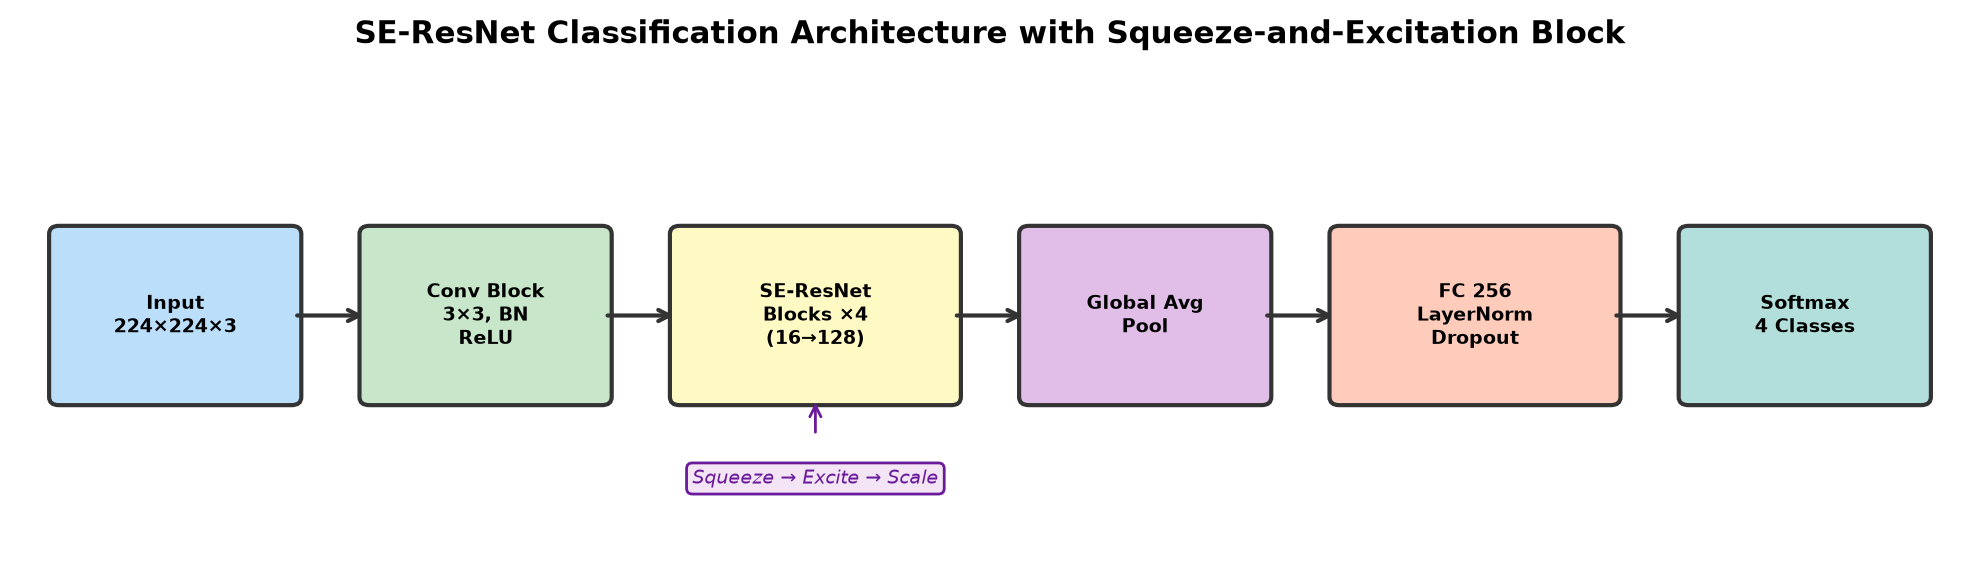 SE-ResNet Classification Architecture with Squeeze-and-Excitation Block
Input
224×224×3
Conv Block
3×3, BN
ReLU
SE-ResNet
Blocks ×4
(16→128)
Global Avg
Pool
FC 256
LayerNorm
Dropout
Softmax
4 Classes
Squeeze → Excite → Scale